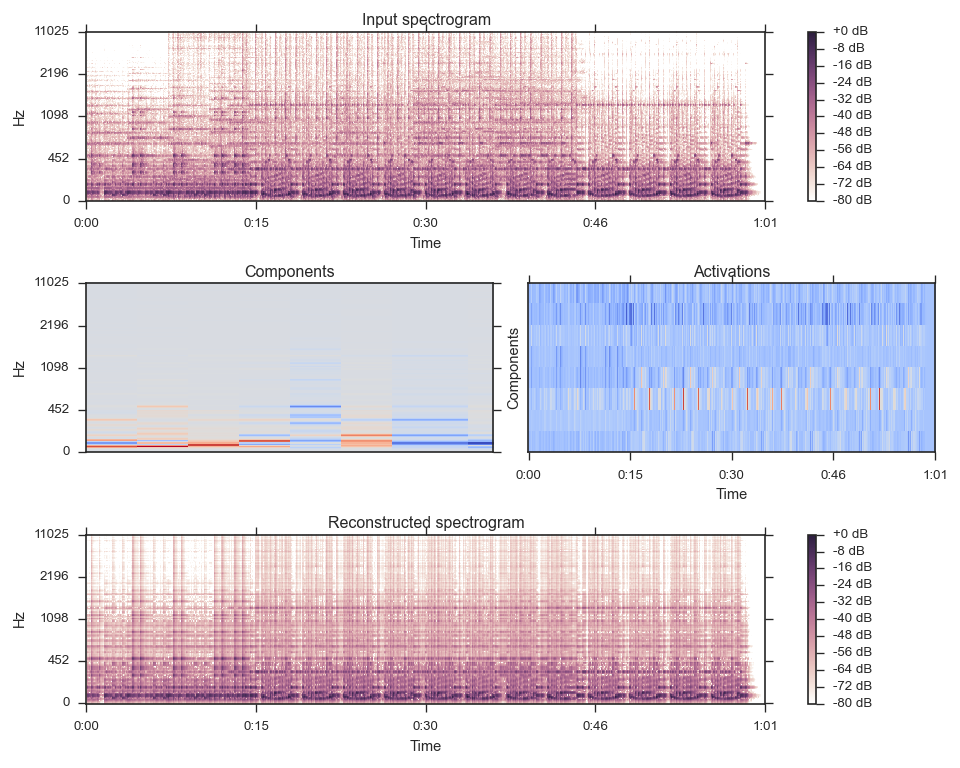 Input spectrogram
11025
2196
1098
452
0
Hz
0:00 0:15 0:30 0:46 1:01
Time
+0 dB
-8 dB
-16 dB
-24 dB
-32 dB
-40 dB
-48 dB
-56 dB
-64 dB
-72 dB
-80 dB
Components
11025
2196
1098
452
0
Hz
Activations
Components
0:00 0:15 0:30 0:46 1:01
Time
Reconstructed spectrogram
11025
2196
1098
452
0
Hz
0:00 0:15 0:30 0:46 1:01
Time
+0 dB
-8 dB
-16 dB
-24 dB
-32 dB
-40 dB
-48 dB
-56 dB
-64 dB
-72 dB
-80 dB